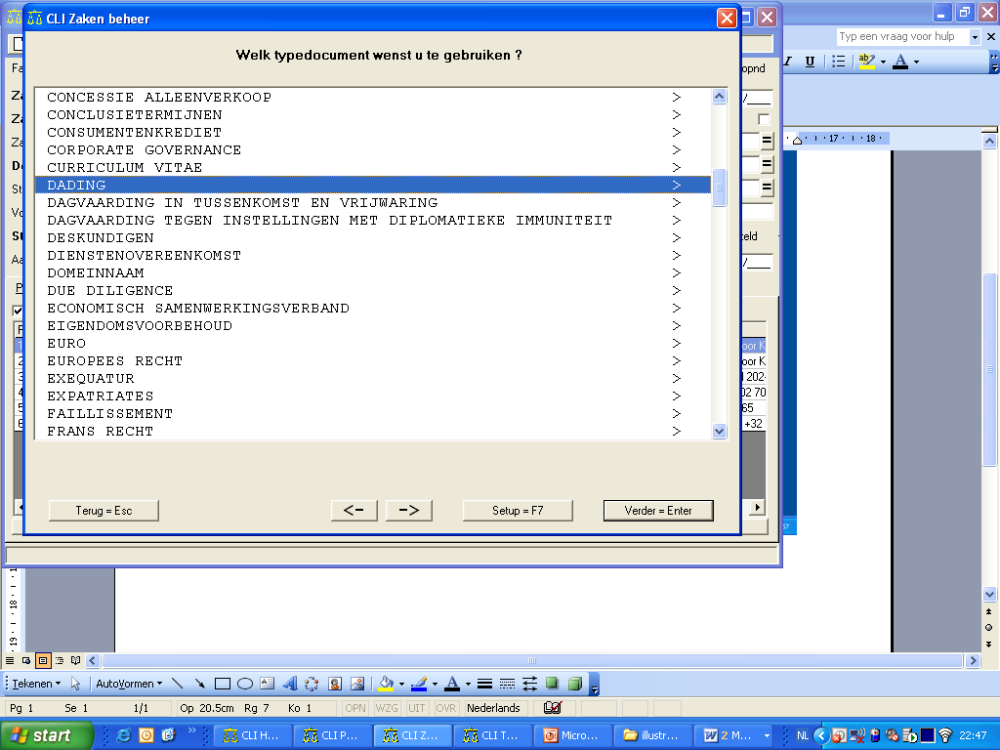 CLI Zaken beheer
Welk typedocument wenst u te gebruiken ?
Typ een vraag voor hulp
CONCESSIE ALLEENVERKOOP >
CONCLUSIETERMIJNEN >
CONSUMENTENKREDIET >
CORPORATE GOVERNANCE >
CURRICULUM VITAE >
DADING >
DAGVAARDING IN TUSSENKOMST EN VRIJWARING >
DAGVAARDING TEGEN INSTELLINGEN MET DIPLOMATIEKE IMMUNITEIT >
DESKUNDIGEN >
DIENSTENOVEREENKOMST >
DOMEINNAAM >
DUE DILIGENCE >
ECONOMISCH SAMENWERKINGSVERBAND >
EIGENDOMSVOORBEHOUD >
EURO >
EUROPEES RECHT >
EXEQUATUR >
EXPATRIATES >
FAILLISSEMENT >
FRANS RECHT >
Terug = Esc
<-
->
Setup = F7
Verder = Enter
17 18
Tekenen
AutoVormen
Pg 1 Se 1 1/1 Op 20.5cm Rg 7 Ko 1 OPN WZG UIT OVR Nederlands
start
CLI H...
CLI P...
CLI Z...
CLI T...
Micro...
illustr...
2 M...
NL
22:47